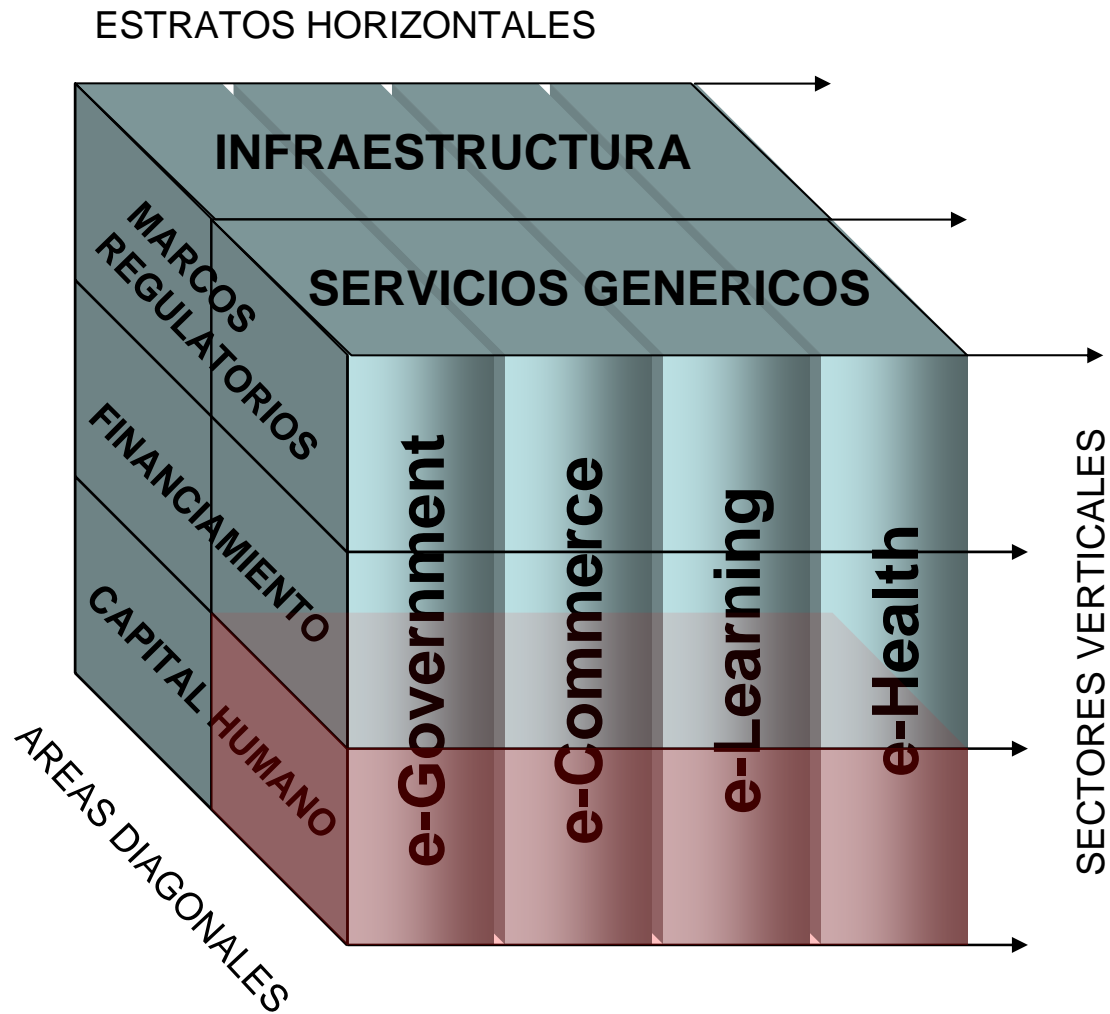 ESTRATOS HORIZONTALES
INFRAESTRUCTURA
SERVICIOS GENERICOS
MARCOS
REGULATORIOS
FINANCIAMIENTO
CAPITAL HUMANO
AREAS DIAGONALES
e-Government
e-Commerce
e-Learning
e-Health
SECTORES VERTICALES